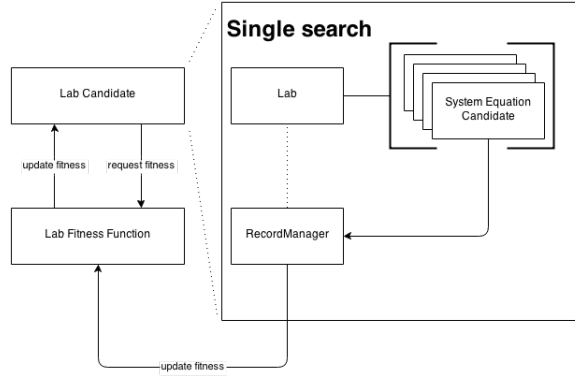 Single search
Lab Candidate
Lab
System Equation
Candidate
update fitness
request fitness
Lab Fitness Function
RecordManager
update fitness